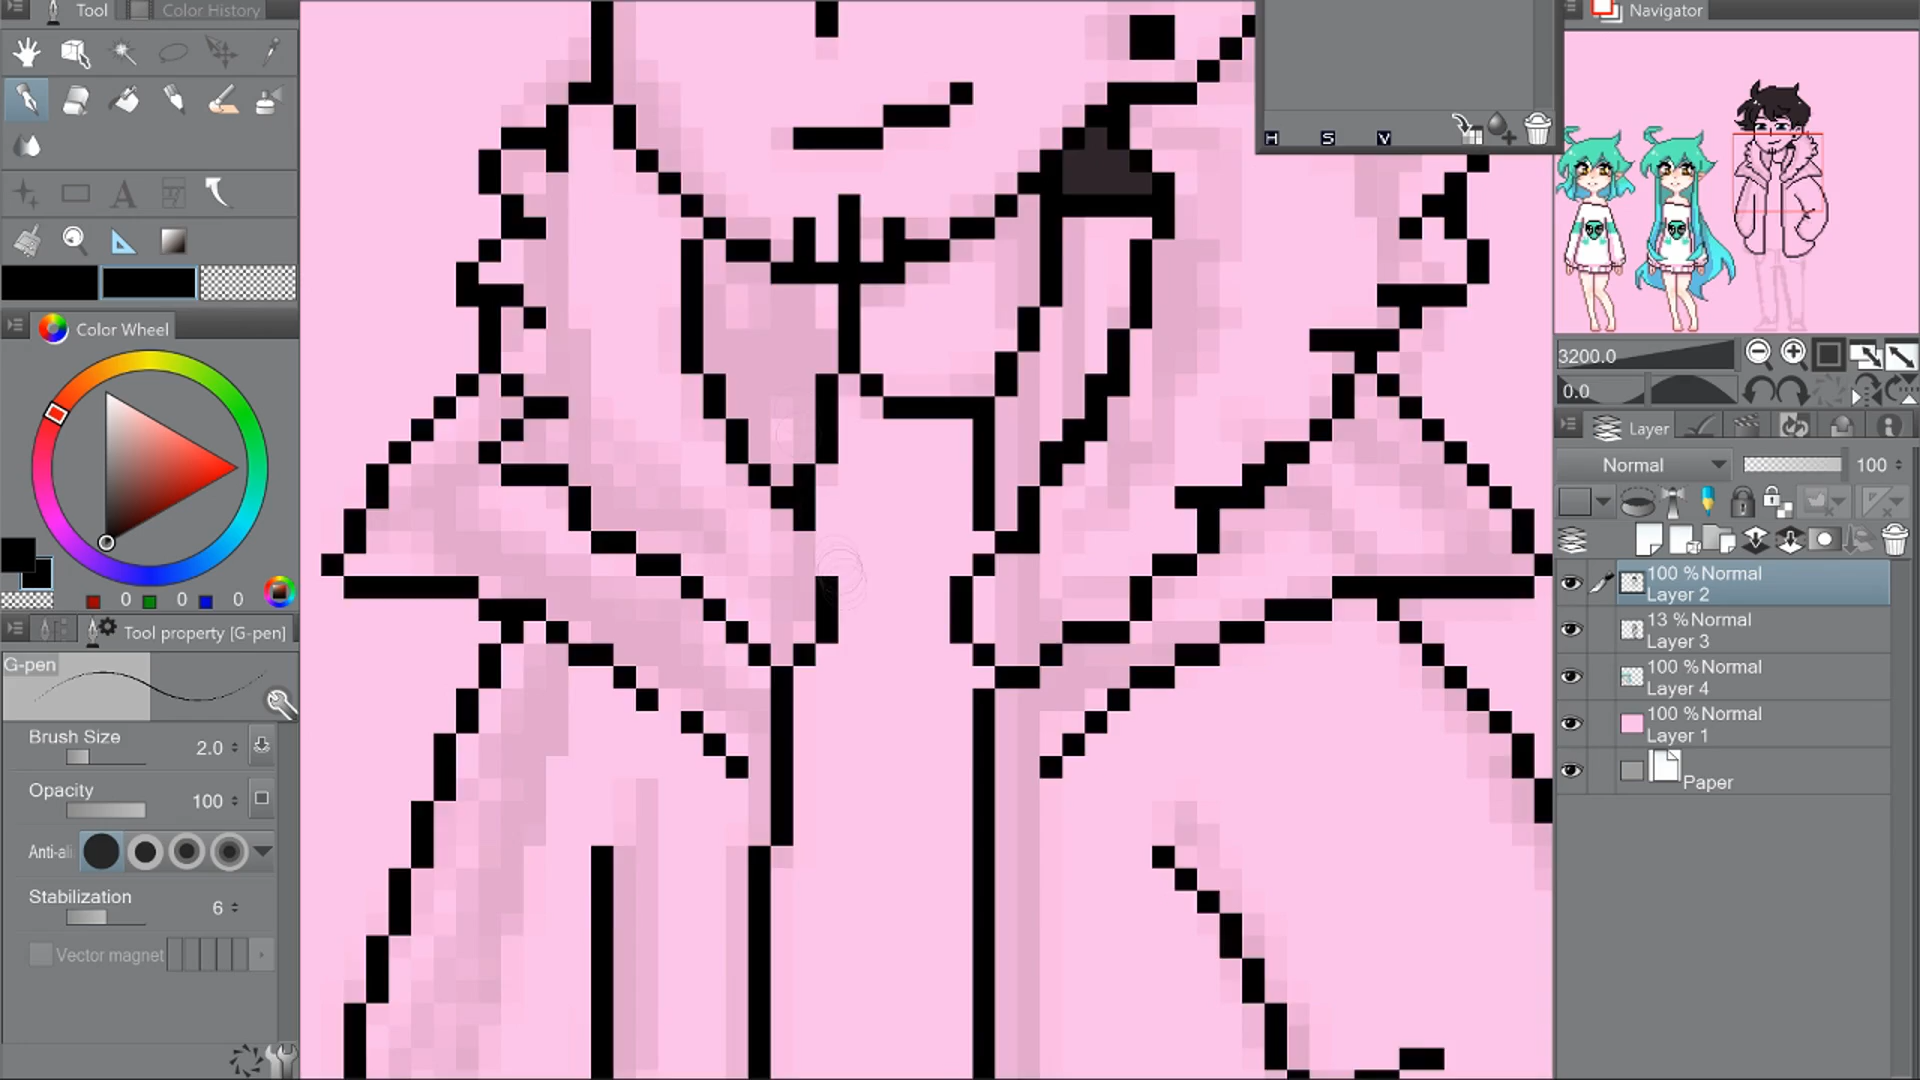 Tool
Color History
Color Wheel
0
0
0
Tool property [G-pen]
G-pen
Brush Size
2.0
Opacity
100
Anti-ali
Stabilization
6
Vector magnet
H
S
V
Navigator
3200.0
0.0
Layer
Normal
100
100 %Normal
Layer 2
13 %Normal
Layer 3
100 %Normal
Layer 4
100 %Normal
Layer 1
Paper